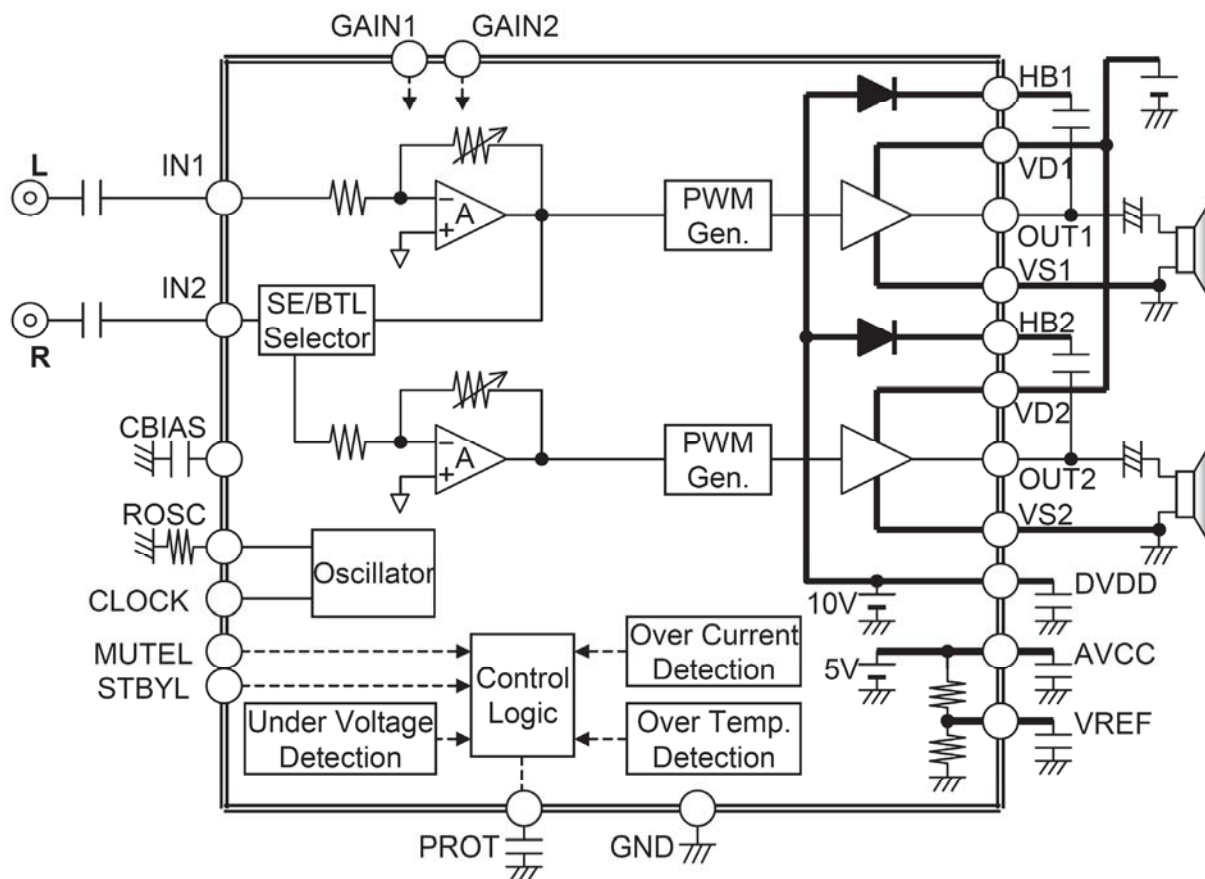 GAIN1
GAIN2
HB1
L
IN1
VD1
A
PWM
Gen.
OUT1
IN2
VS1
SE/BTL
Selector
R
HB2
VD2
CBIAS
A
PWM
Gen.
OUT2
ROSC
VS2
Oscillator
CLOCK
10V
DVDD
MUTEL
Over Current
Detection
5V
AVCC
STBYL
Control
Logic
Under Voltage
Detection
Over Temp.
Detection
VREF
PROT
GND